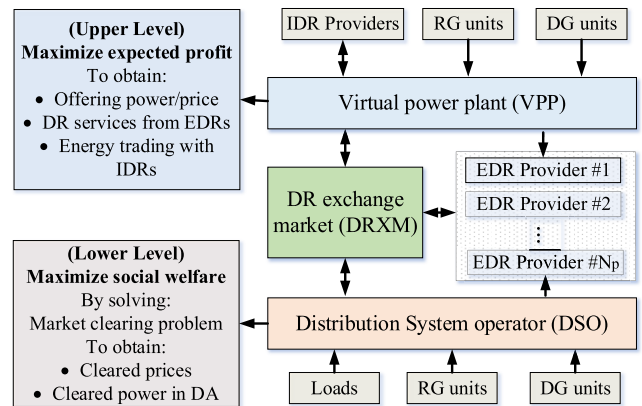 (Upper Level)
Maximize expected profit
To obtain:
• Offering power/price
• DR services from EDRs
• Energy trading with
IDRs
IDR Providers
RG units
DG units
Virtual power plant (VPP)
DR exchange
market (DRXM)
EDR Provider #1
EDR Provider #2
⋮
EDR Provider #Np
(Lower Level)
Maximize social welfare
By solving:
Market clearing problem
To obtain:
• Cleared prices
• Cleared power in DA
Distribution System operator (DSO)
Loads
RG units
DG units